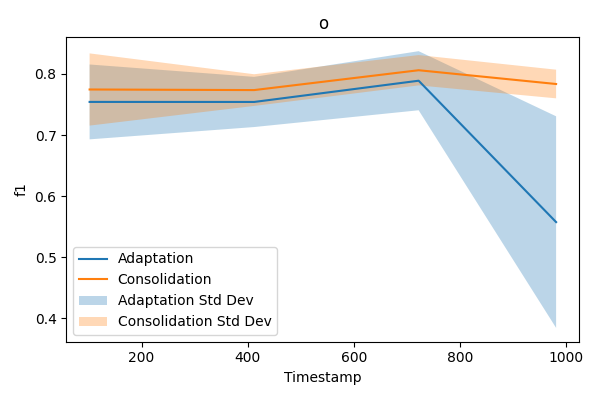 o
f1
0.8
0.7
0.6
0.5
0.4
Adaptation
Consolidation
Adaptation Std Dev
Consolidation Std Dev
200 400 600 800 1000
Timestamp